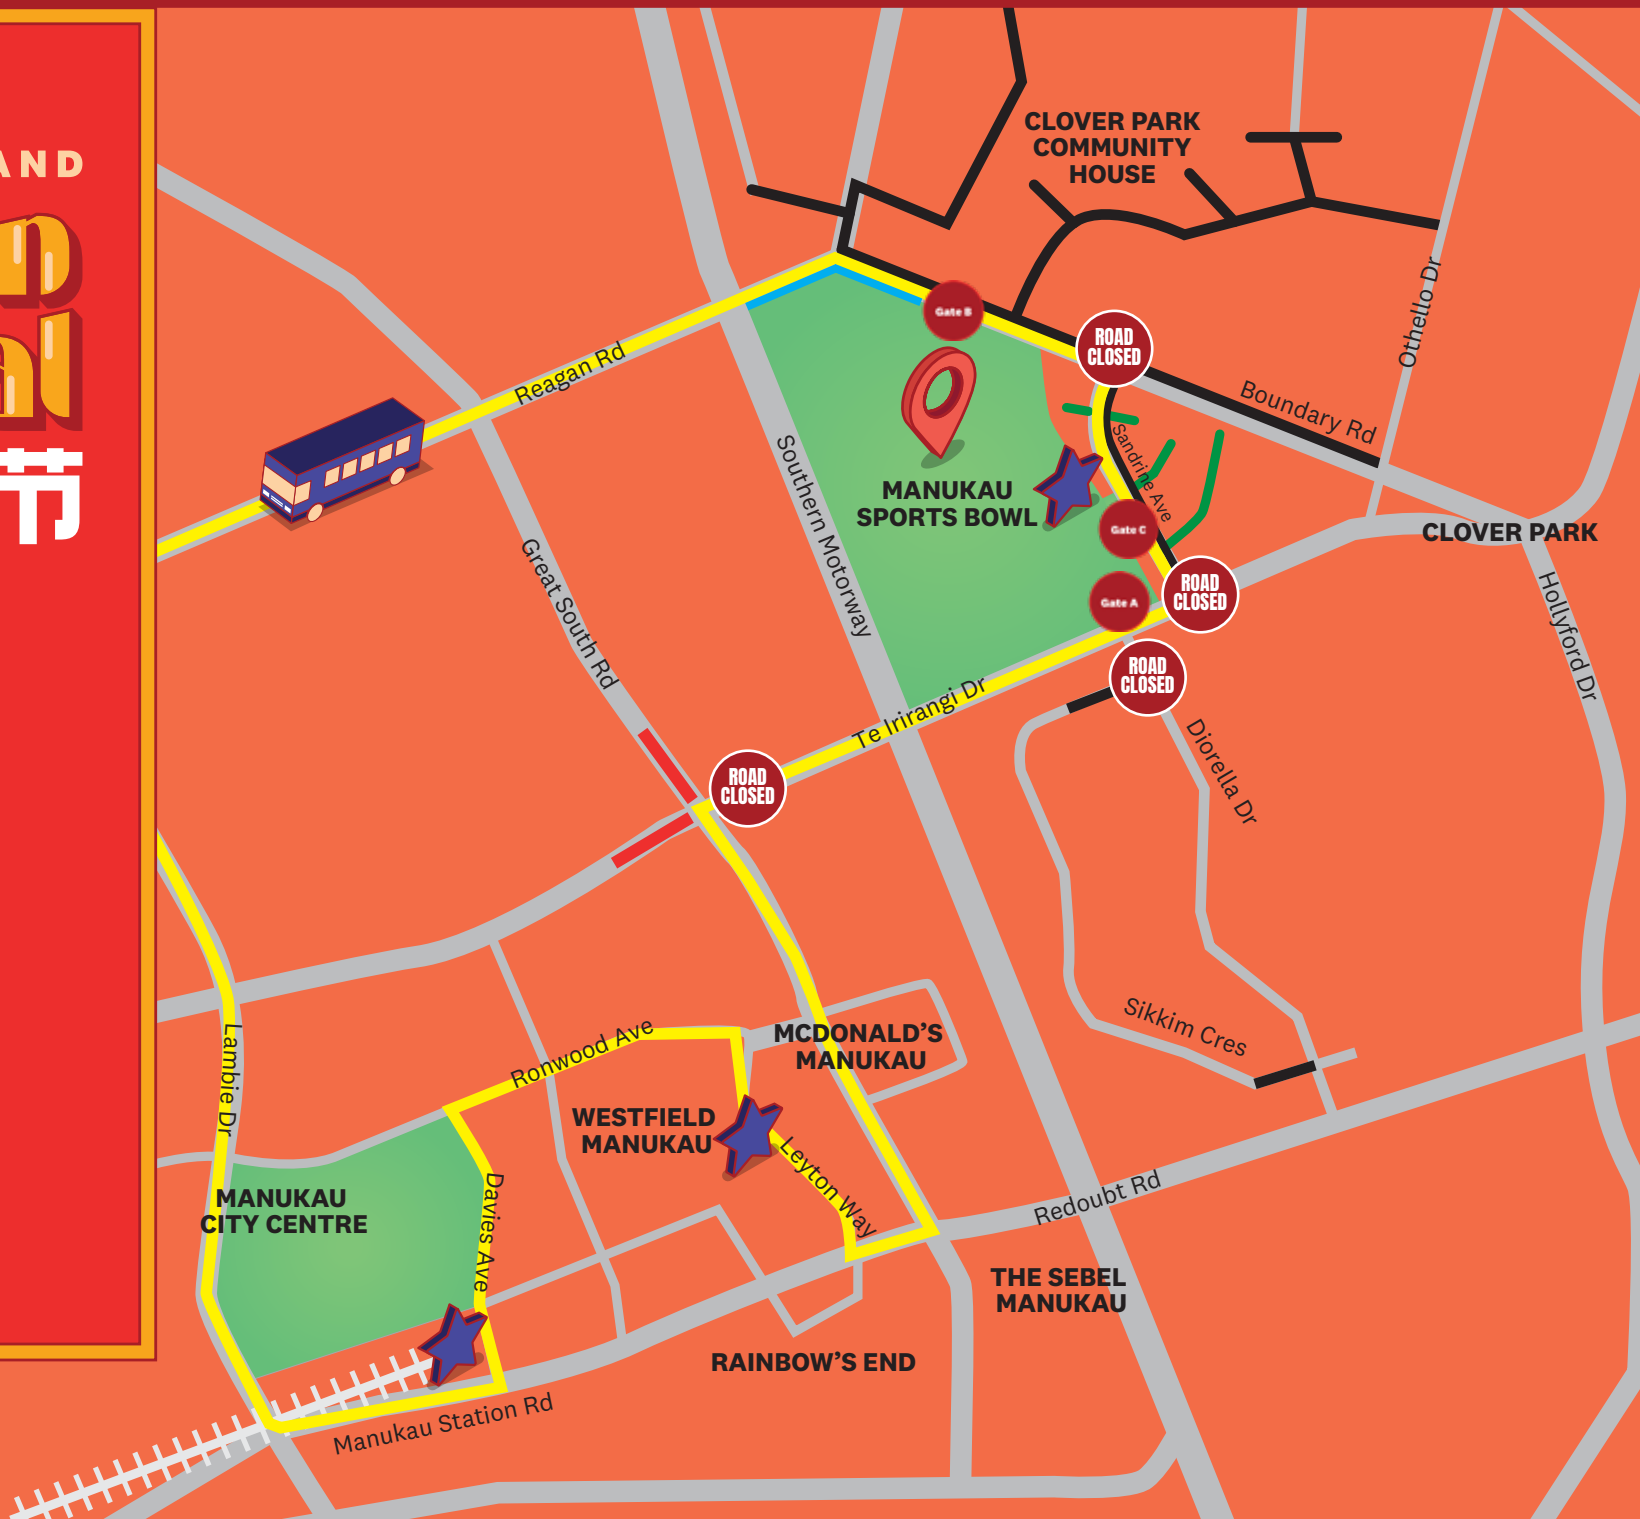 AND
n
al
节
CLOVER PARK
COMMUNITY
HOUSE
Othello Dr
Gate B
ROAD
CLOSED
Reagan Rd
Boundary Rd
Sandrine Ave
Southern Motorway
MANUKAU
SPORTS BOWL
Gate C
CLOVER PARK
Great South Rd
Gate A
ROAD
CLOSED
Hollyford Dr
ROAD
CLOSED
Te Irirangi Dr
Diorella Dr
ROAD
CLOSED
Sikkim Cres
Lambie Dr
Ronwood Ave
MCDONALD'S
MANUKAU
WESTFIELD
MANUKAU
Leyton Way
MANUKAU
CITY CENTRE
Davies Ave
Redoubt Rd
THE SEBEL
MANUKAU
RAINBOW'S END
Manukau Station Rd